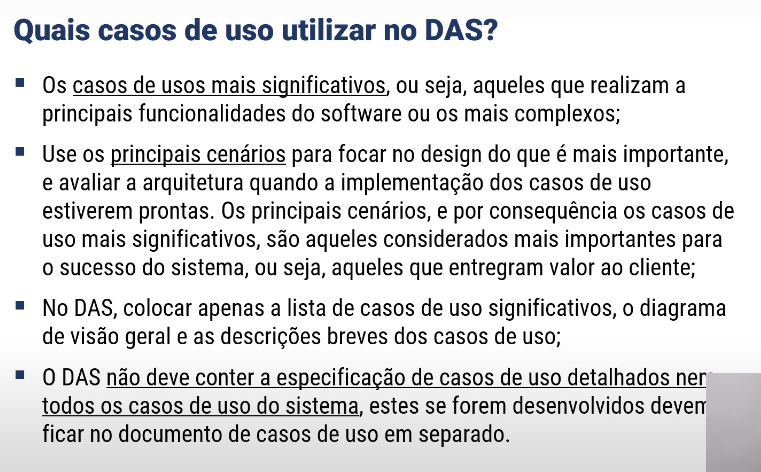 Quais casos de uso utilizar no DAS?
▪ Os casos de usos mais significativos, ou seja, aqueles que realizam a
principais funcionalidades do software ou os mais complexos;
▪ Use os principais cenários para focar no design do que é mais importante,
e avaliar a arquitetura quando a implementação dos casos de uso
estiverem prontas. Os principais cenários, e por consequência os casos de
uso mais significativos, são aqueles considerados mais importantes para
o sucesso do sistema, ou seja, aqueles que entregram valor ao cliente;
▪ No DAS, colocar apenas a lista de casos de uso significativos, o diagrama
de visão geral e as descrições breves dos casos de uso;
▪ O DAS não deve conter a especificação de casos de uso detalhados nem
todos os casos de uso do sistema, estes se forem desenvolvidos devem
ficar no documento de casos de uso em separado.